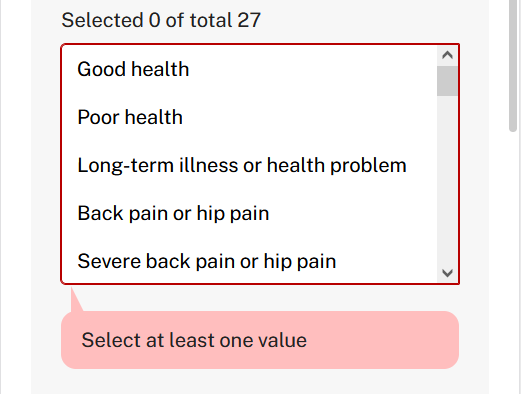 Selected 0 of total 27
Good health
Poor health
Long-term illness or health problem
Back pain or hip pain
Severe back pain or hip pain
Select at least one value